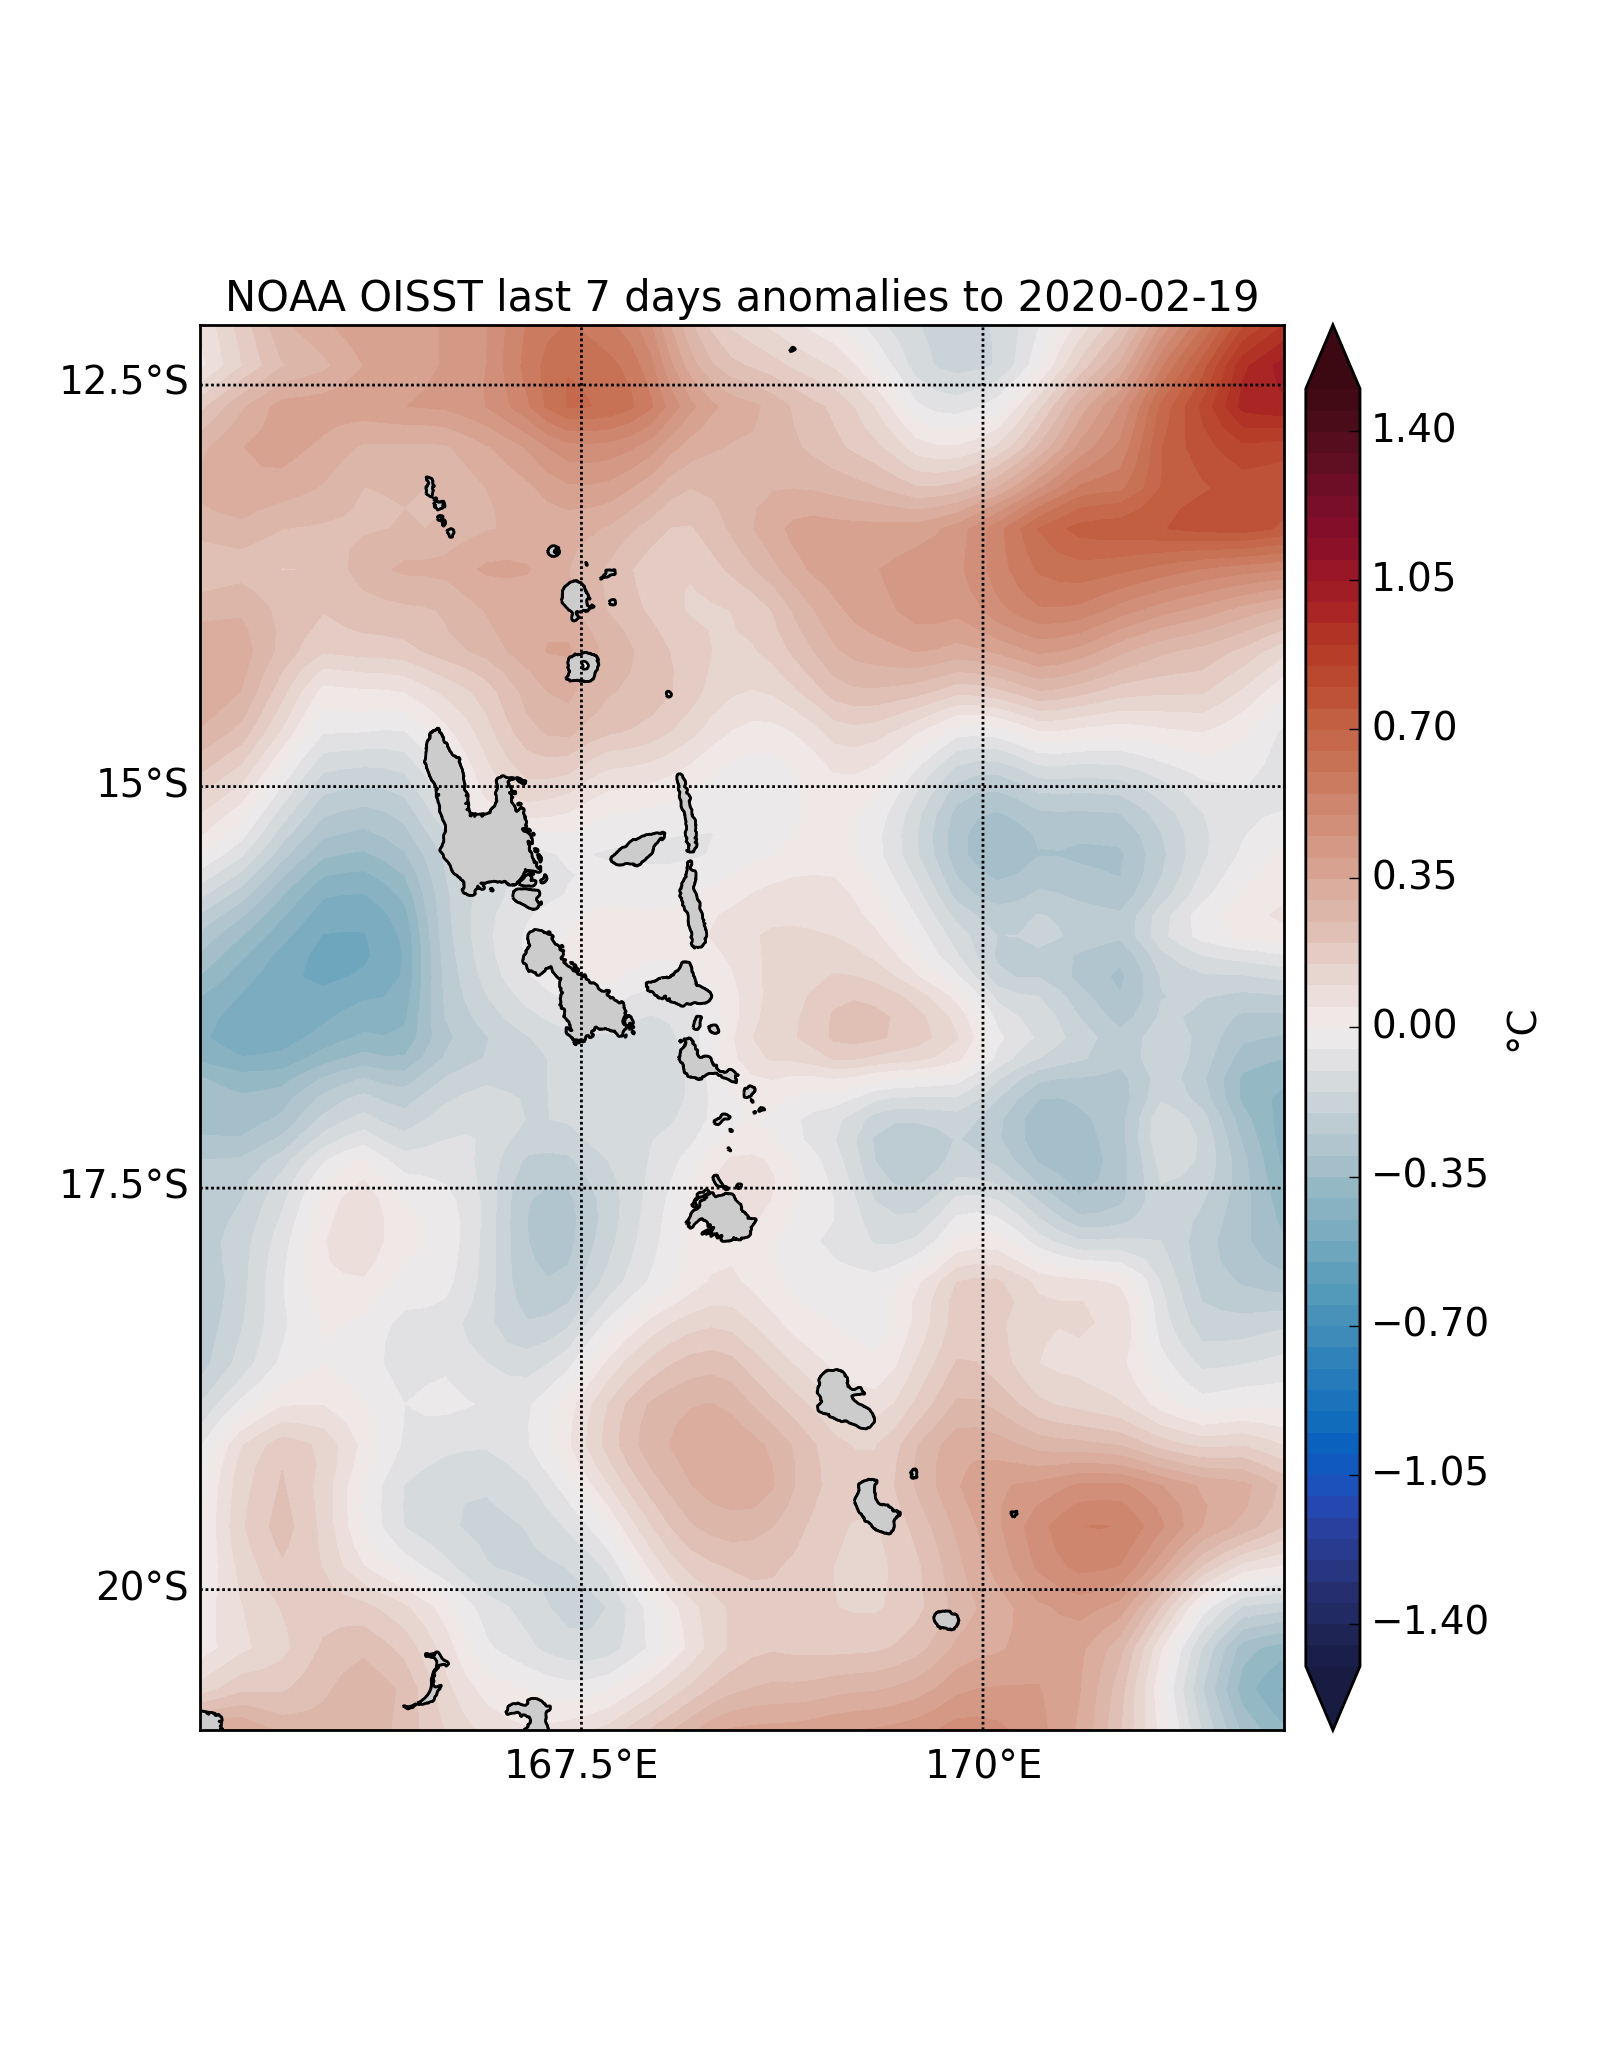 NOAA OISST last 7 days anomalies to 2020-02-19
12.5°S
15°S
17.5°S
20°S
167.5°E
170°E
1.40
1.05
0.70
0.35
0.00
−0.35
−0.70
−1.05
−1.40
°C